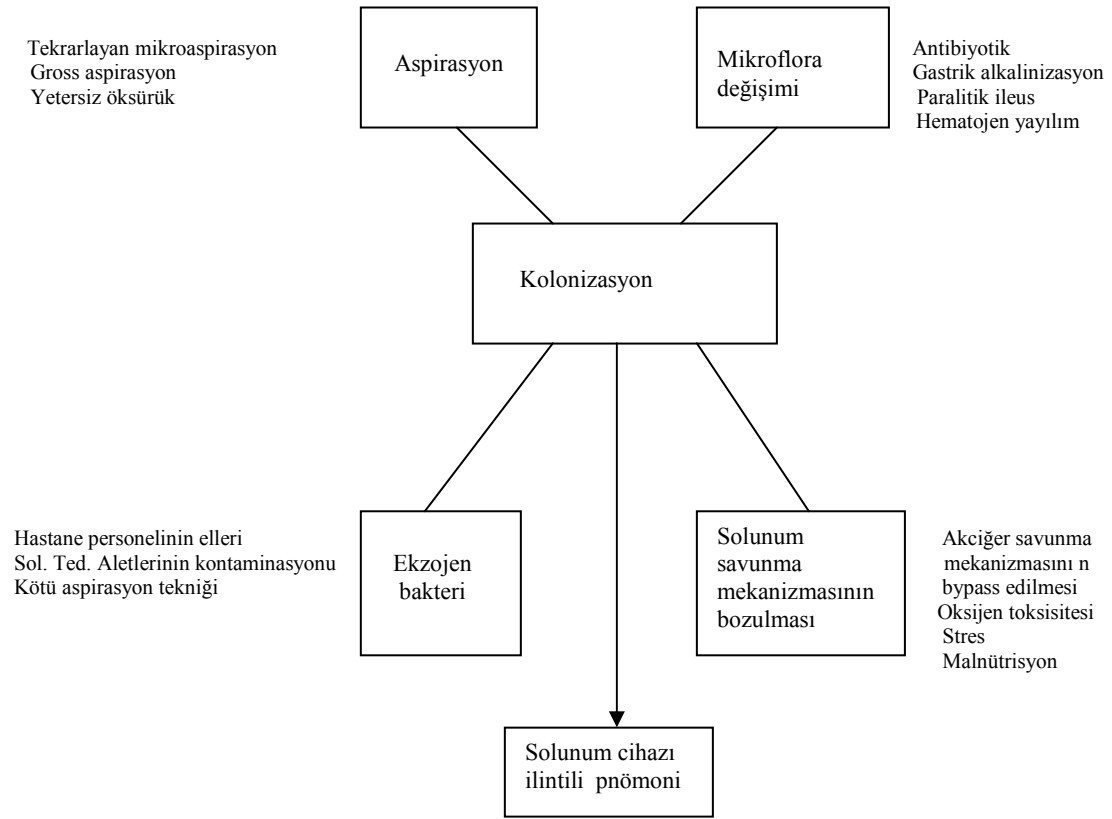 Tekrarlayan mikroaspirasyon
Gross aspirasyon
Yetersiz öksürük
Aspirasyon
Mikroflora
değişimi
Antibiyotik
Gastrik alkalinizasyon
Paralitik ileus
Hematojen yayılım
Kolonizasyon
Hastane personelinin elleri
Sol. Ted. Aletlerinin kontaminasyonu
Kötü aspirasyon tekniği
Ekzojen
bakteri
Solunum
savunma
mekanizmasının
bozulması
Akciğer savunma
mekanizmasını n
bypass edilmesi
Oksijen toksisitesi
Stres
Malnütrisyon
Solunum cihazı
ilintili pnömoni